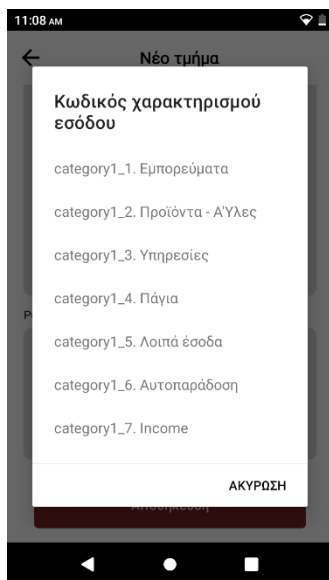 11:08 AM
Νέο τμήμα
Κωδικός χαρακτηρισμού
εσόδου
category1_1. Εμπορεύματα
category1_2. Προϊόντα - Α'Ύλες
category1_3. Υπηρεσίες
category1_4. Πάγια
category1_5. Λοιπά έσοδα
category1_6. Αυτοπαράδοση
category1_7. Income
ΑΚΥΡΩΣΗ